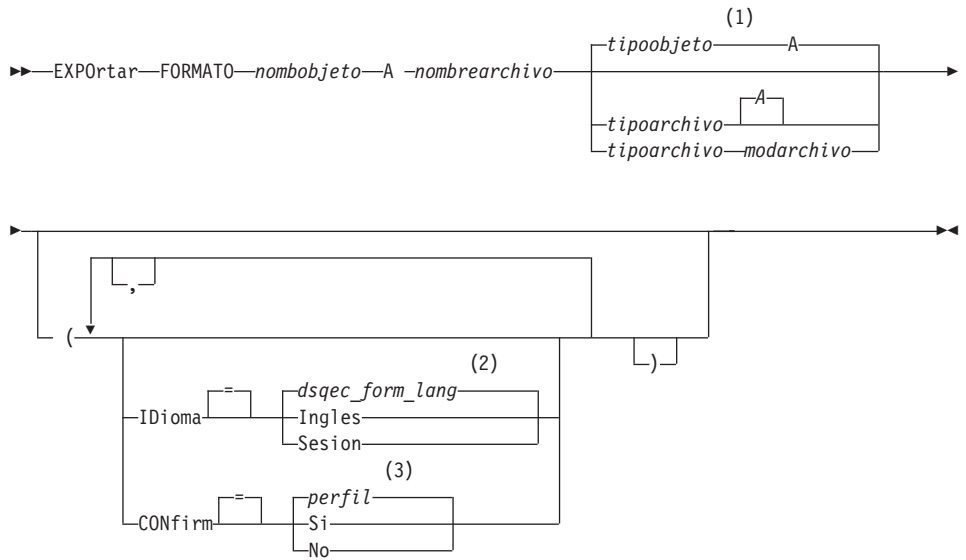 (1)
tipoobjeto A
EXPOrtar FORMATO nombobjeto A nombrearchivo
A
tipoarchivo
tipoarchivo modarchivo
,
(
)
(2)
dsqec_form_lang
IDioma = Ingles
Sesion
(3)
perfil
CONfirm = Si
No